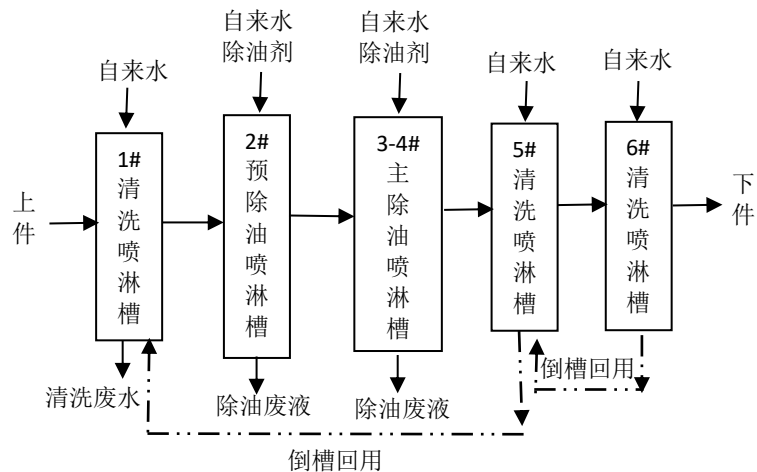 自来水
自来水
除油剂
自来水
除油剂
自来水
自来水
上件
1#清洗喷淋槽
2#预除油喷淋槽
3-4#主除油喷淋槽
5#清洗喷淋槽
6#清洗喷淋槽
下件
清洗废水
除油废液
除油废液
倒槽回用
倒槽回用